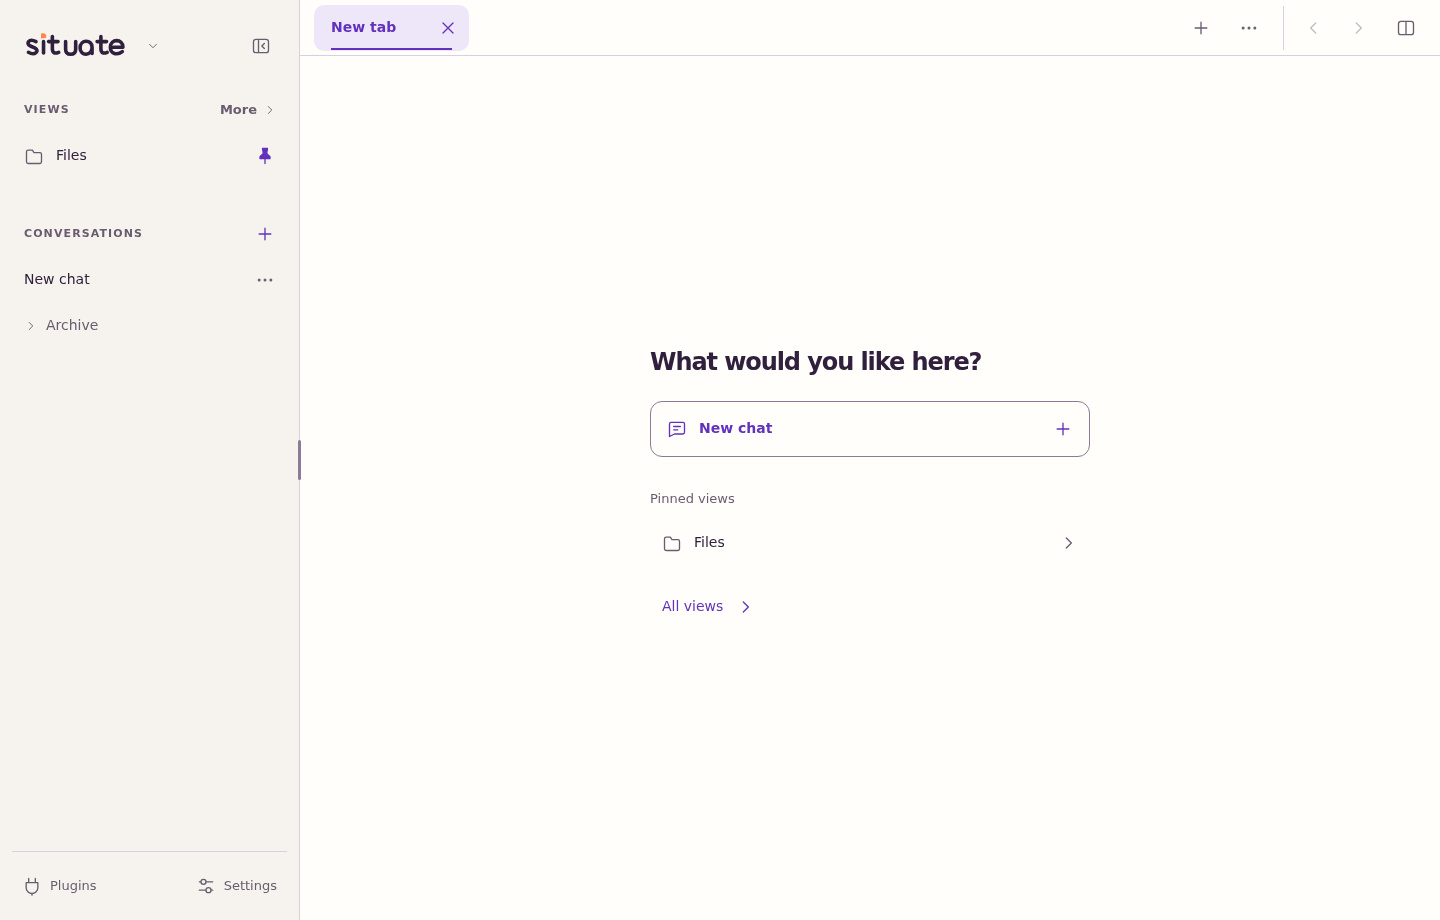 situate
VIEWS
More
Files
CONVERSATIONS
New chat
Archive
Plugins
Settings
New tab
What would you like here?
New chat
Pinned views
Files
All views